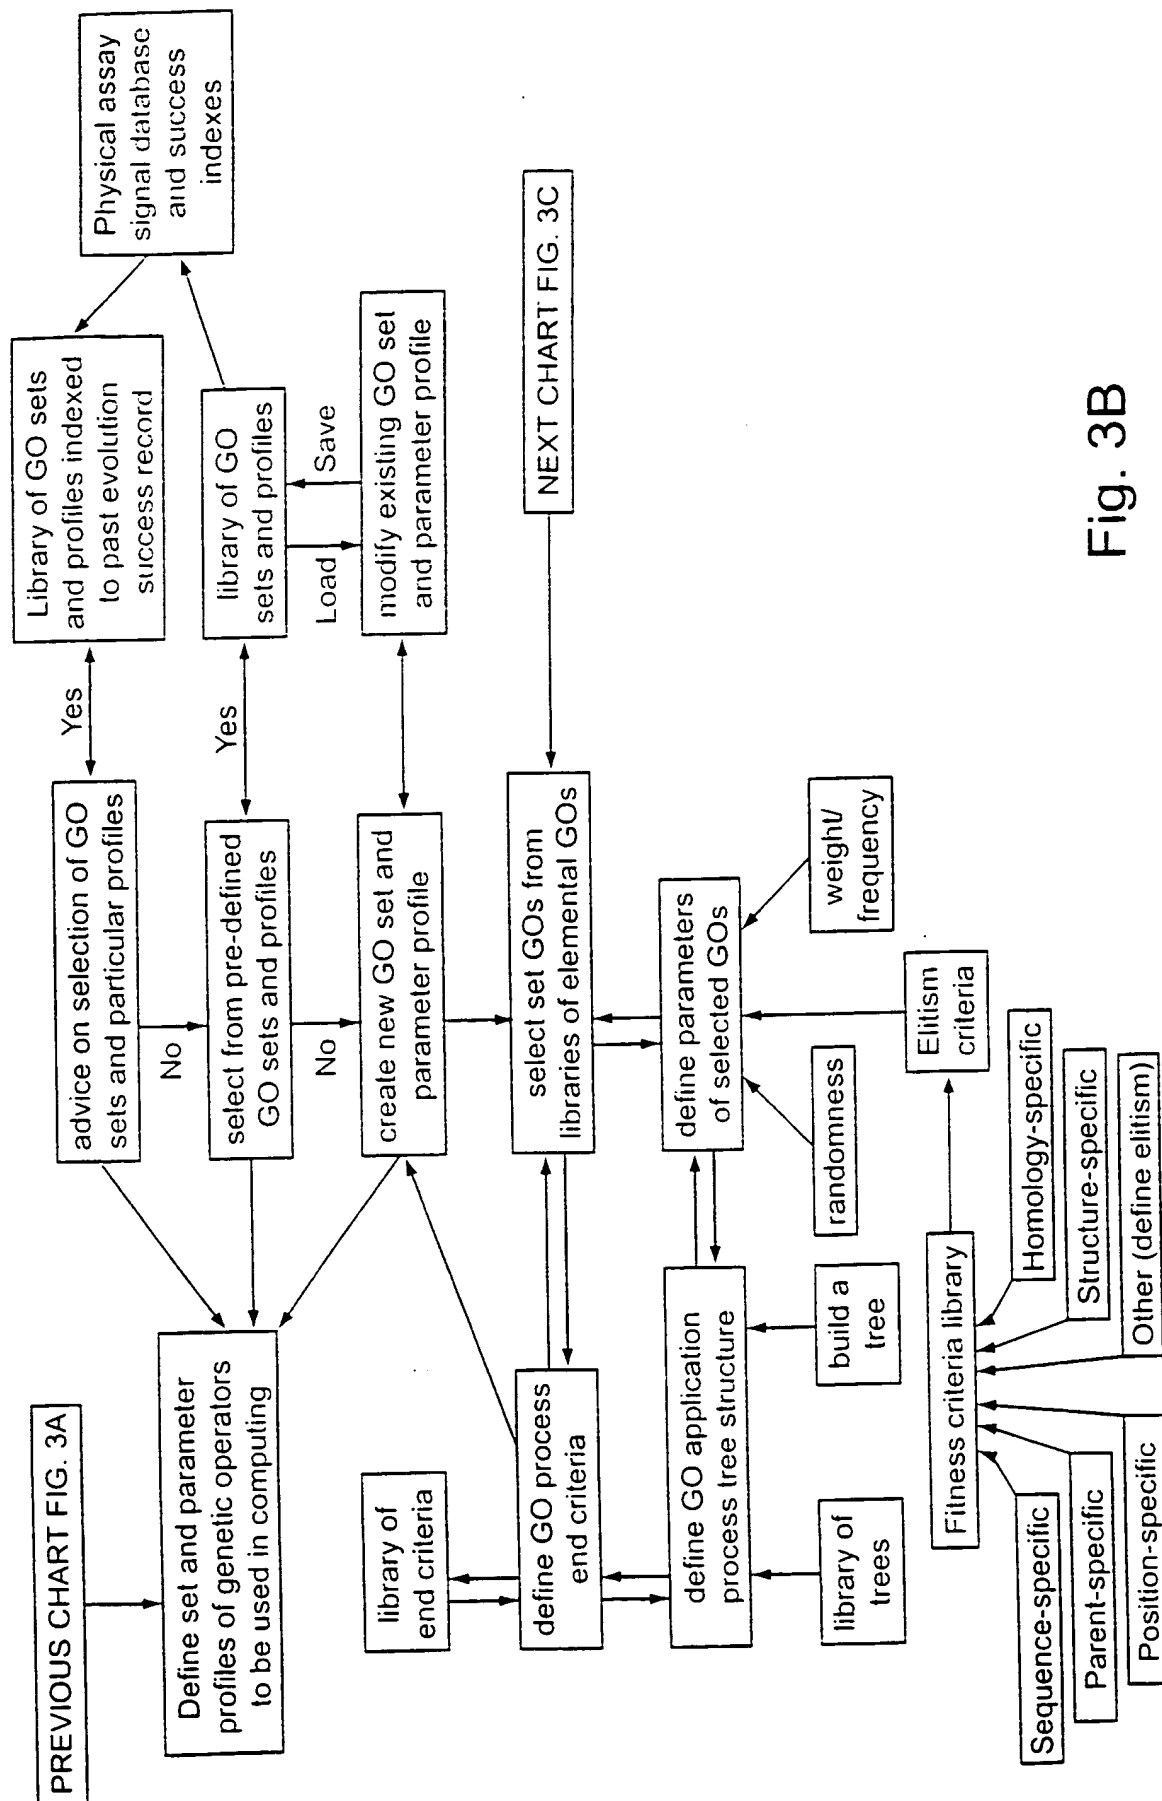 PREVIOUS CHART FIG. 3A
Define set and parameter
profiles of genetic operators
to be used in computing
advice on selection of GO
sets and particular profiles
Yes
Library of GO sets
and profiles indexed
to past evolution
success record
Physical assay
signal database
and success
indexes
No
select from pre-defined
GO sets and profiles
Yes
library of GO
sets and profiles
No
Load
Save
create new GO set and
parameter profile
modify existing GO set
and parameter profile
library of
end criteria
define GO process
end criteria
select set GOs from
libraries of elemental GOs
NEXT CHART FIG. 3C
define GO application
process tree structure
define parameters
of selected GOs
library of
trees
build a
tree
randomness
weight/
frequency
Fitness criteria library
Elitism
criteria
Sequence-specific
Homology-specific
Parent-specific
Structure-specific
Position-specific
Other (define elitism)
Fig. 3B